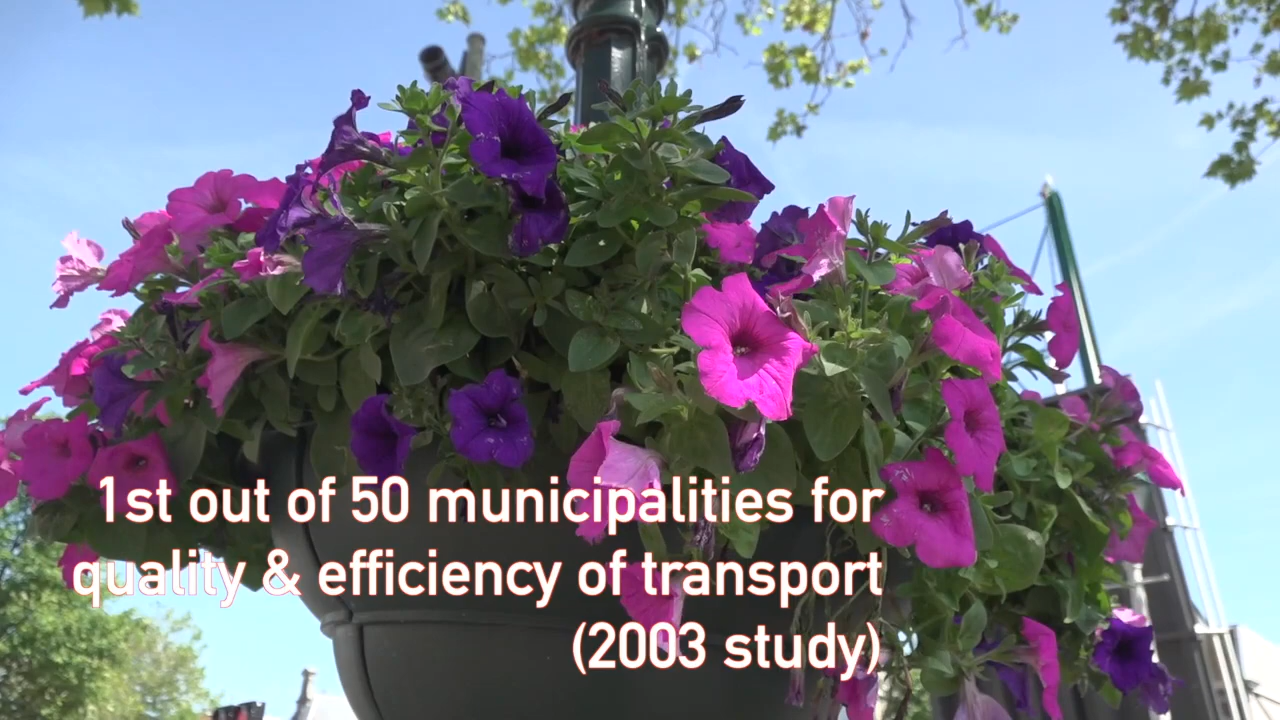 1st out of 50 municipalities for
quality & efficiency of transport
(2003 study)